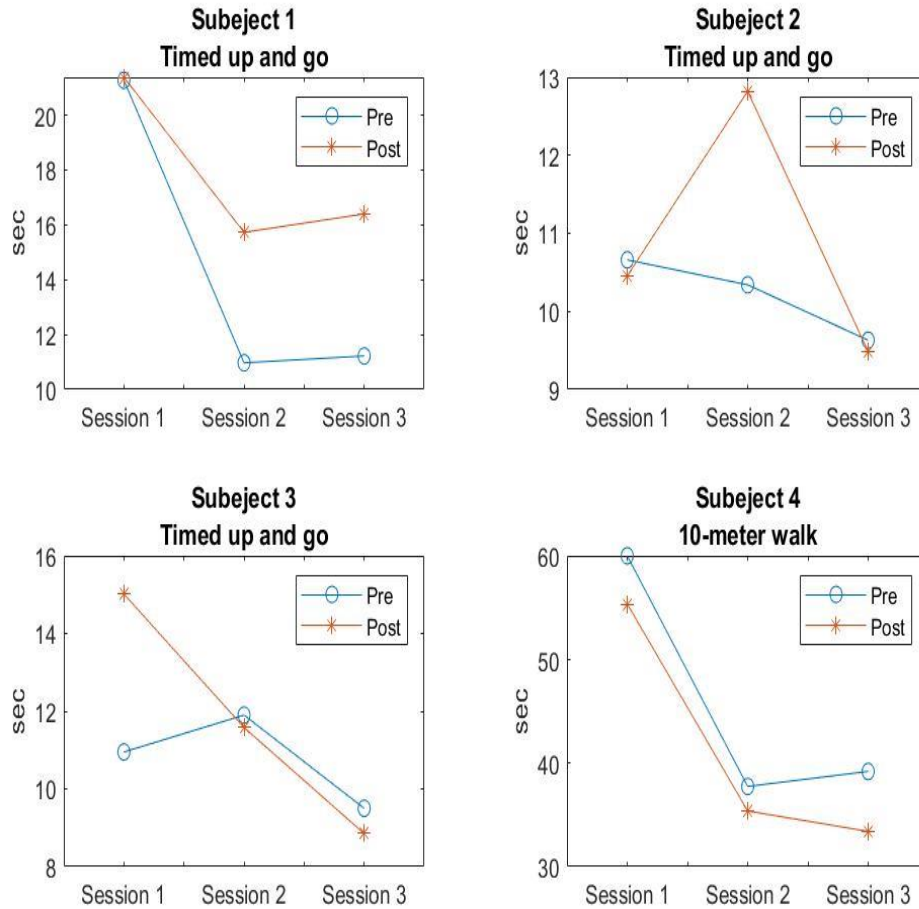 Subeject 1
Timed up and go
sec
20
18
16
14
12
10
Session 1 Session 2 Session 3
Pre
Post
Subeject 2
Timed up and go
sec
13
12
11
10
9
Session 1 Session 2 Session 3
Pre
Post
Subeject 3
Timed up and go
sec
16
14
12
10
8
Session 1 Session 2 Session 3
Pre
Post
Subeject 4
10-meter walk
sec
60
50
40
30
Session 1 Session 2 Session 3
Pre
Post